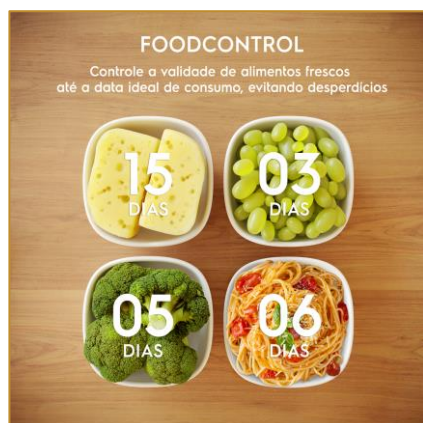 FOODCONTROL
Controle a validade de alimentos frescos
até a data ideal de consumo, evitando desperdícios
15
DIAS
03
DIAS
05
DIAS
06
DIAS